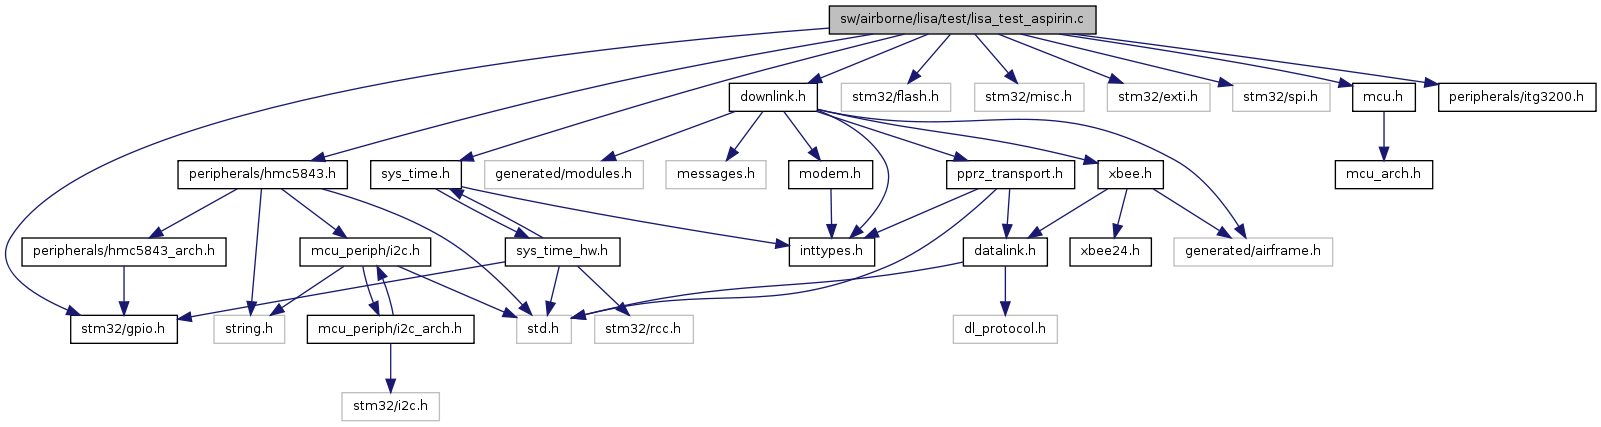 sw/airborne/lisa/test/lisa_test_aspirin.c
downlink.h
stm32/flash.h
stm32/misc.h
stm32/exti.h
stm32/spi.h
mcu.h
peripherals/itg3200.h
peripherals/hmc5843.h
sys_time.h
generated/modules.h
messages.h
modem.h
pprz_transport.h
xbee.h
mcu_arch.h
peripherals/hmc5843_arch.h
mcu_periph/i2c.h
sys_time_hw.h
inttypes.h
datalink.h
xbee24.h
generated/airframe.h
stm32/gpio.h
string.h
mcu_periph/i2c_arch.h
std.h
stm32/rcc.h
dl_protocol.h
stm32/i2c.h